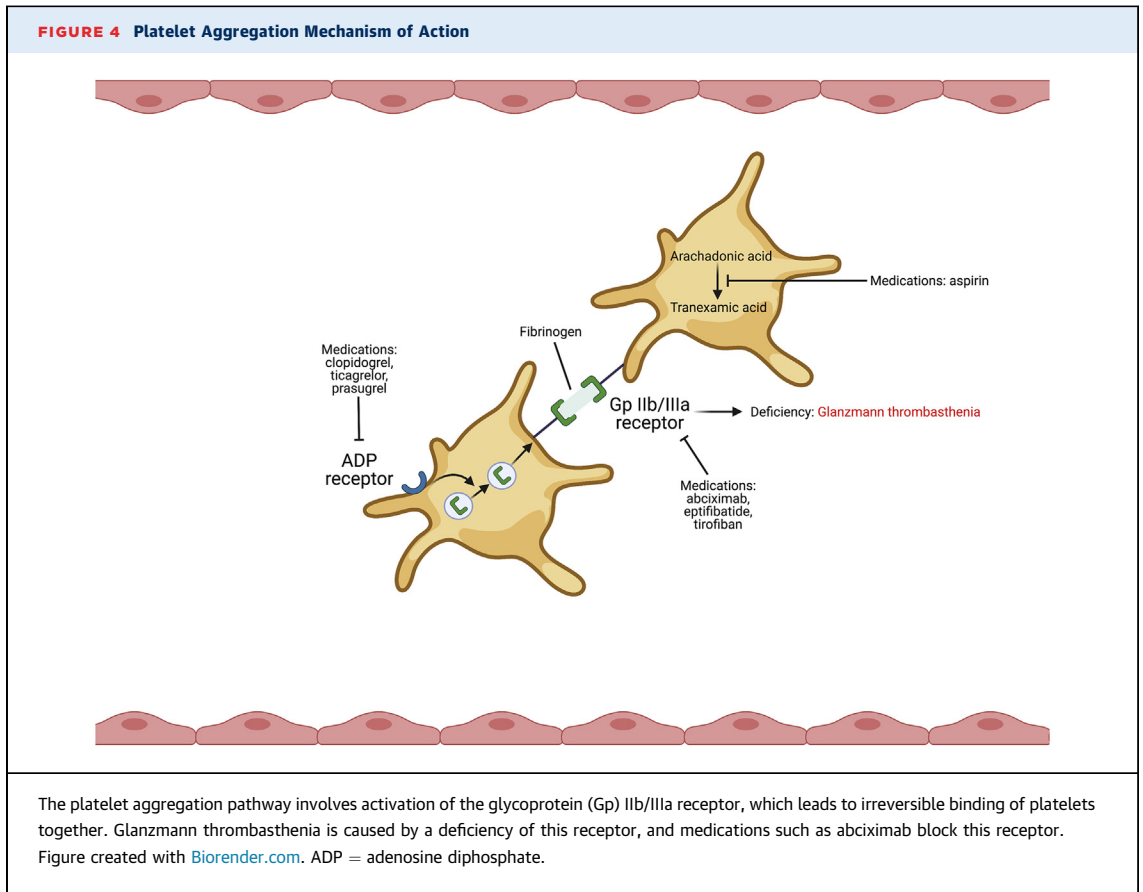 FIGURE 4 Platelet Aggregation Mechanism of Action
Arachadonic acid
Medications: aspirin
Tranexamic acid
Fibrinogen
Medications:
clopidogrel,
ticagrelor,
prasugrel
Gp IIb/IIIa
receptor
Deficiency: Glanzmann thrombasthenia
ADP
receptor
Medications:
abciximab,
eptifibatide,
tirofiban
The platelet aggregation pathway involves activation of the glycoprotein (Gp) IIb/IIIa receptor, which leads to irreversible binding of platelets
together. Glanzmann thrombasthenia is caused by a deficiency of this receptor, and medications such as abciximab block this receptor.
Figure created with Biorender.com. ADP = adenosine diphosphate.